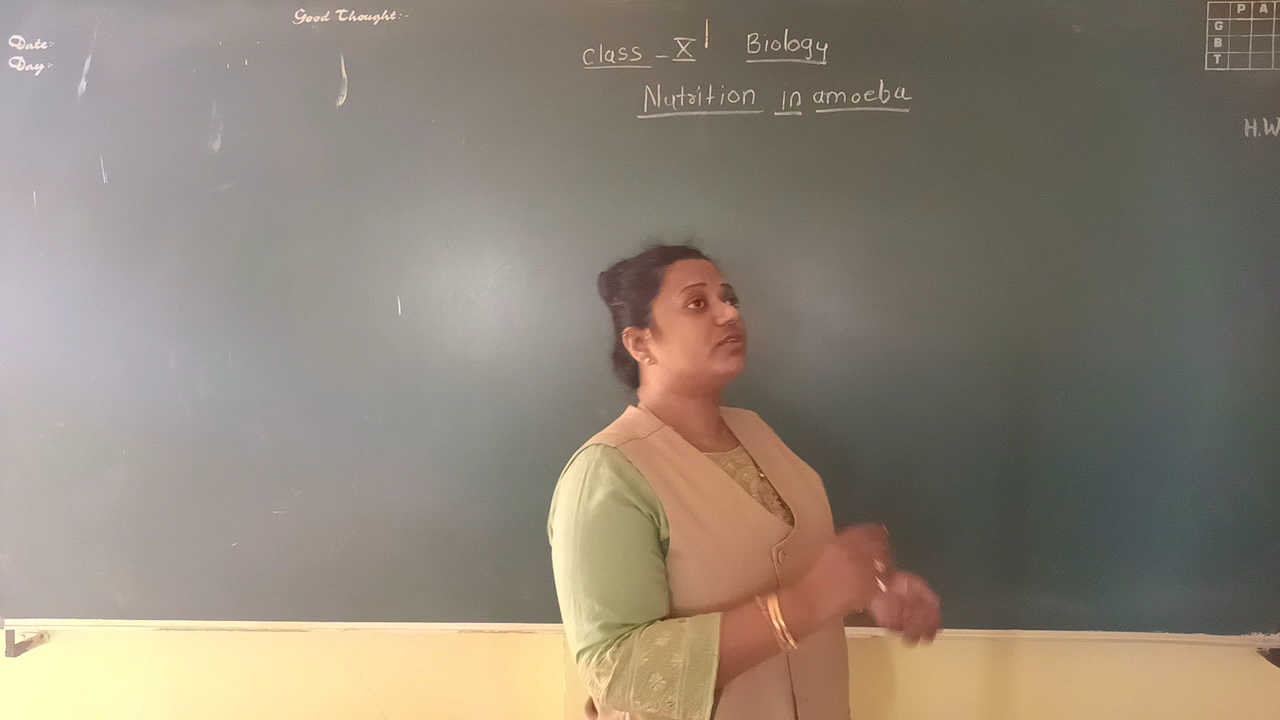 Good Thought:-
Date:-
Day:-
Class - X Biology
Nutrition in amoeba
P A
G
B
T
H.W